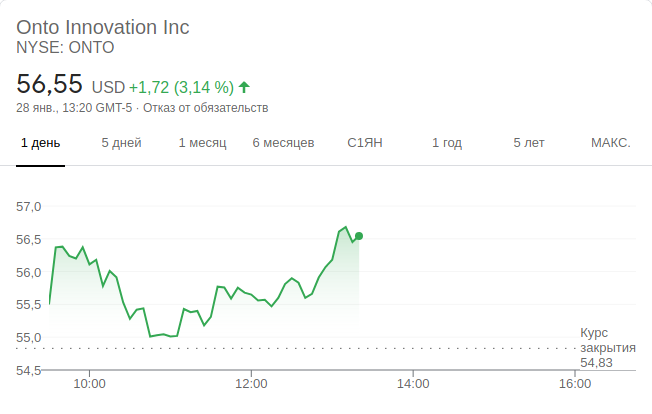 Onto Innovation Inc
NYSE: ONTO
56,55 USD +1,72 (3,14 %)
28 янв., 13:20 GMT-5 · Отказ от обязательств
1 день 5 дней 1 месяц 6 месяцев С1ЯН 1 год 5 лет МАКС.
57,0
56,5
56,0
55,5
55,0
54,5
Курс
закрытия
54,83
10:00 12:00 14:00 16:00